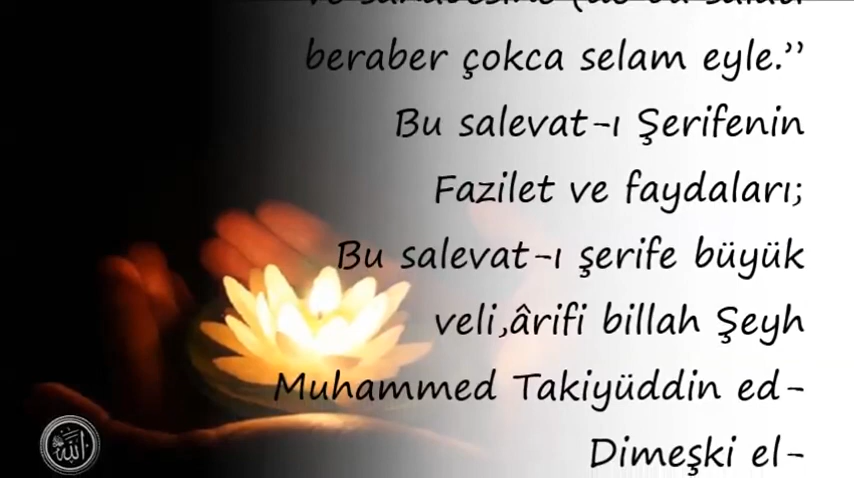 beraber çokca selam eyle.”
Bu salevat-ı Şerifenin
Fazilet ve faydaları;
Bu salevat-ı şerife büyük
veli,ârifi billah Şeyh
Muhammed Takiyüddin ed-
Dimeşki el-
الله